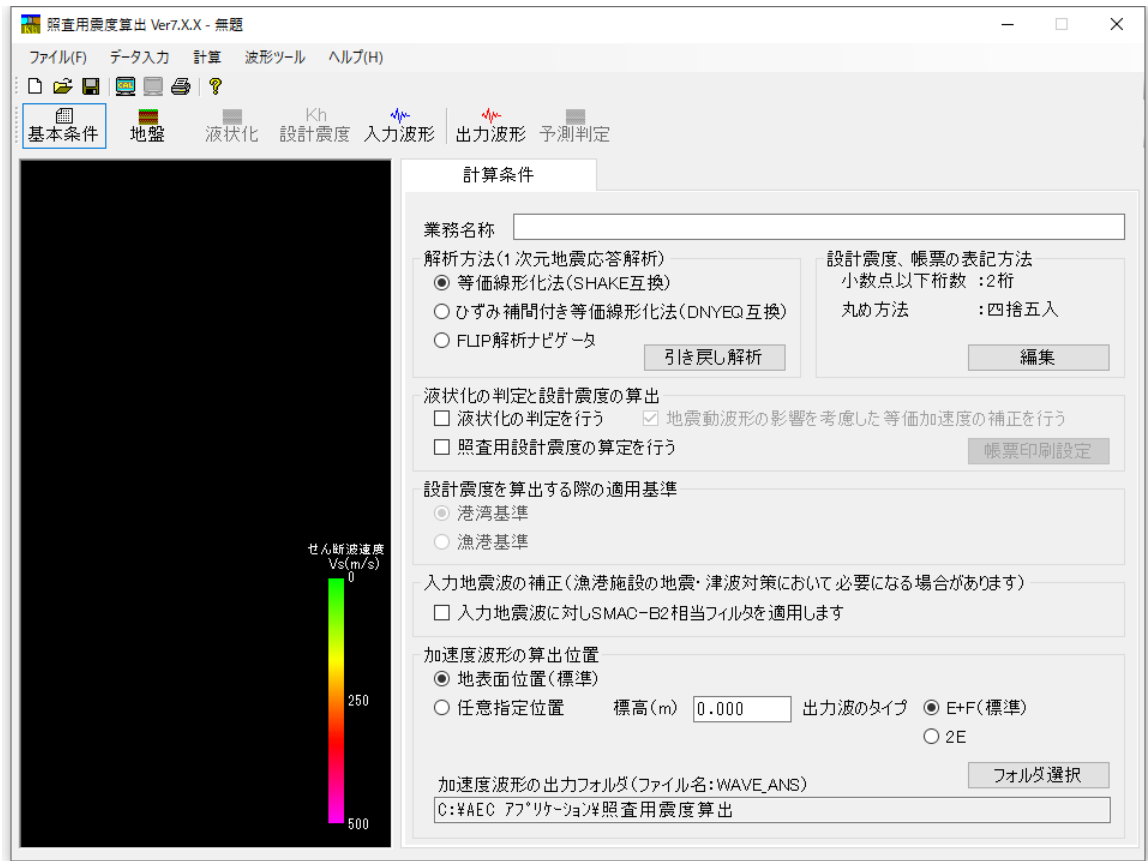 照査用震度算出 Ver7.X.X - 無題
ファイル(F) データ入力 計算 波形ツール ヘルプ(H)
基本条件 地盤 液状化 Kh 設計震度 入力波形 出力波形 予測判定
計算条件
業務名称
解析方法(1次元地震応答解析)
等価線形化法(SHAKE互換)
ひずみ補間付き等価線形化法(DNYEQ互換)
FLIP解析ナビゲータ
引き戻し解析
設計震度、帳票の表記方法
小数点以下桁数 :2桁
丸め方法 :四捨五入
編集
液状化の判定と設計震度の算出
液状化の判定を行う 地震動波形の影響を考慮した等価加速度の補正を行う
照査用設計震度の算定を行う 帳票印刷設定
設計震度を算出する際の適用基準
港湾基準
漁港基準
入力地震波の補正(漁港施設の地震・津波対策において必要になる場合があります)
入力地震波に対しSMAC-B2相当フィルタを適用します
加速度波形の算出位置
地表面位置(標準)
任意指定位置 標高(m) 0.000 出力波のタイプ E+F(標準)
2E
フォルダ選択
加速度波形の出力フォルダ(ファイル名:WAVE_ANS)
C:¥AEC アプリケーション¥照査用震度算出
せん断波速度
Vs(m/s)
0
250
500